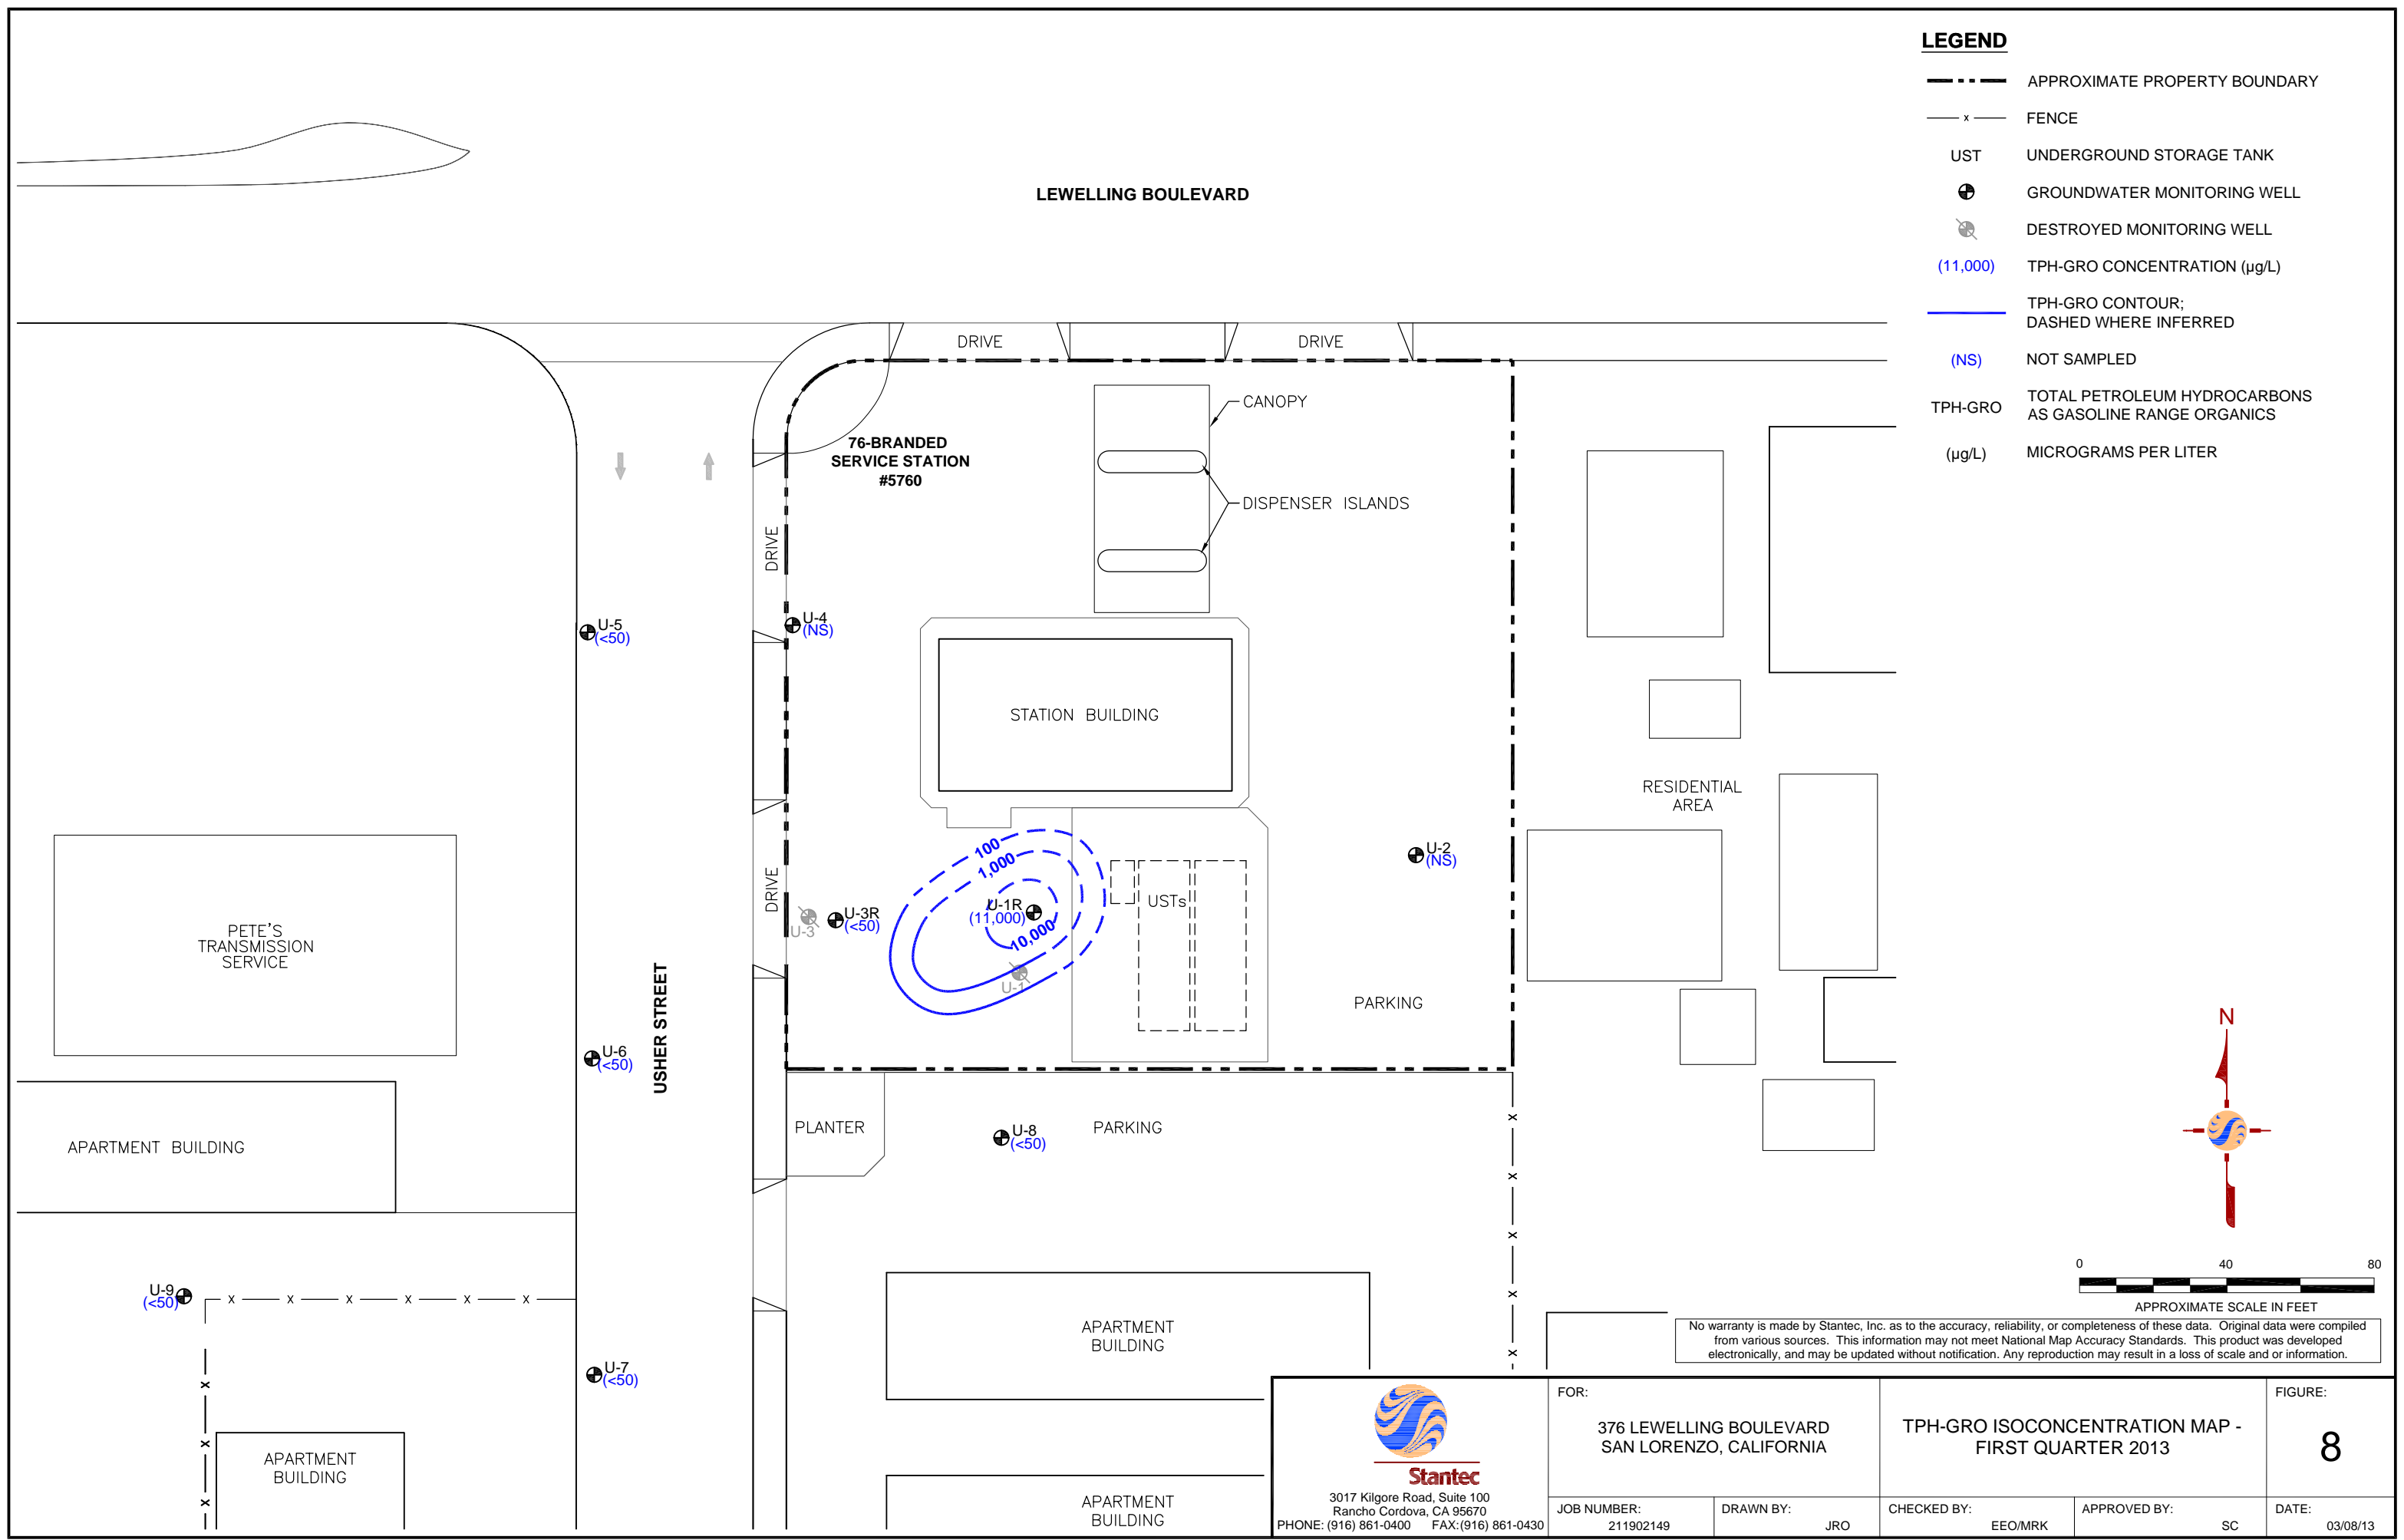 LEGEND
APPROXIMATE PROPERTY BOUNDARY
x
FENCE
UST
UNDERGROUND STORAGE TANK
GROUNDWATER MONITORING WELL
DESTROYED MONITORING WELL
(11,000)
TPH-GRO CONCENTRATION (µg/L)
TPH-GRO CONTOUR;
DASHED WHERE INFERRED
(NS)
NOT SAMPLED
TPH-GRO
TOTAL PETROLEUM HYDROCARBONS
AS GASOLINE RANGE ORGANICS
(µg/L)
MICROGRAMS PER LITER
LEWELLING BOULEVARD
DRIVE
DRIVE
CANOPY
76-BRANDED
SERVICE STATION
#5760
DISPENSER ISLANDS
DRIVE
U-5
(<50)
U-4
(NS)
STATION BUILDING
RESIDENTIAL
AREA
U-2
(NS)
100
1,000
DRIVE
USTs
U-3R
(<50)
U-3
U-1R
(11,000)
10,000
U-1
PETE'S
TRANSMISSION
SERVICE
PARKING
USHER STREET
U-6
(<50)
N
PLANTER
U-8
(<50)
PARKING
x
x
x
x
x
APARTMENT BUILDING
U-9
(<50)
x
x
x
x
x
x
x
x
x
U-7
(<50)
APARTMENT
BUILDING
APARTMENT
BUILDING
APARTMENT
BUILDING
0
40
80
APPROXIMATE SCALE IN FEET
No warranty is made by Stantec, Inc. as to the accuracy, reliability, or completeness of these data. Original data were compiled
from various sources. This information may not meet National Map Accuracy Standards. This product was developed
electronically, and may be updated without notification. Any reproduction may result in a loss of scale and or information.
Stantec
3017 Kilgore Road, Suite 100
Rancho Cordova, CA 95670
PHONE: (916) 861-0400 FAX:(916) 861-0430
FOR:
376 LEWELLING BOULEVARD
SAN LORENZO, CALIFORNIA
TPH-GRO ISOCONCENTRATION MAP -
FIRST QUARTER 2013
FIGURE:
8
JOB NUMBER:
211902149
DRAWN BY:
JRO
CHECKED BY:
EEO/MRK
APPROVED BY:
SC
DATE:
03/08/13